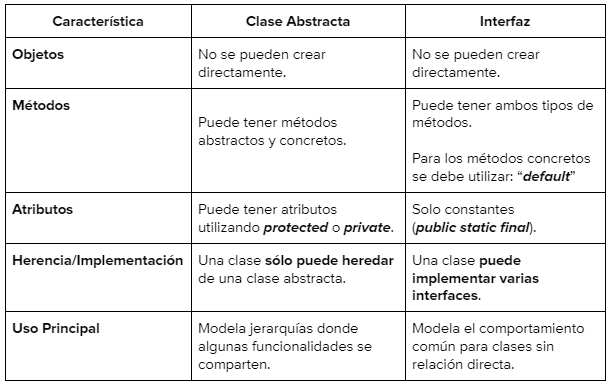 Característica
Clase Abstracta
Interfaz
Objetos
No se pueden crear
directamente.
No se pueden crear
directamente.
Métodos
Puede tener métodos
abstractos y concretos.
Puede tener ambos tipos de
métodos.
Para los métodos concretos
se debe utilizar: “default”
Atributos
Puede tener atributos
utilizando protected o private.
Solo constantes
(public static final).
Herencia/Implementación
Una clase sólo puede heredar
de una clase abstracta.
Una clase puede
implementar varias
interfaces.
Uso Principal
Modela jerarquías donde
algunas funcionalidades se
comparten.
Modela el comportamiento
común para clases sin
relación directa.